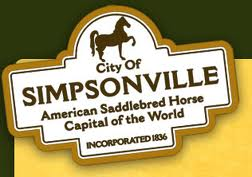 City Of
SIMPSONVILLE
American Saddlebred Horse
Capital of the World
INCORPORATED 1836